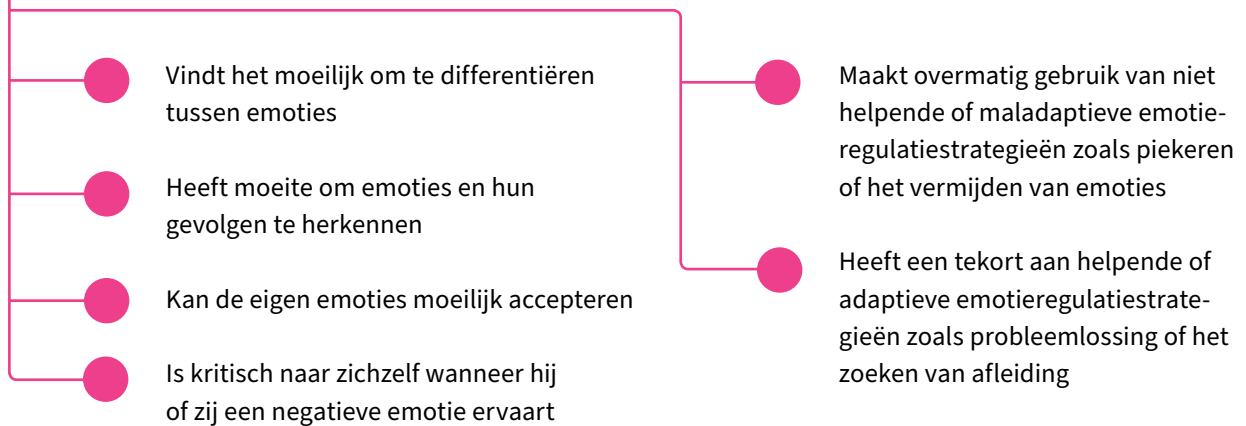 Vindt het moeilijk om te differentiëren
tussen emoties
Heeft moeite om emoties en hun
gevolgen te herkennen
Kan de eigen emoties moeilijk accepteren
Is kritisch naar zichzelf wanneer hij
of zij een negatieve emotie ervaart
Maakt overmatig gebruik van niet
helpende of maladaptieve emotie-
regulatiestrategieën zoals piekeren
of het vermijden van emoties
Heeft een tekort aan helpende of
adaptieve emotieregulatiestrate-
gieën zoals probleemlossing of het
zoeken van afleiding